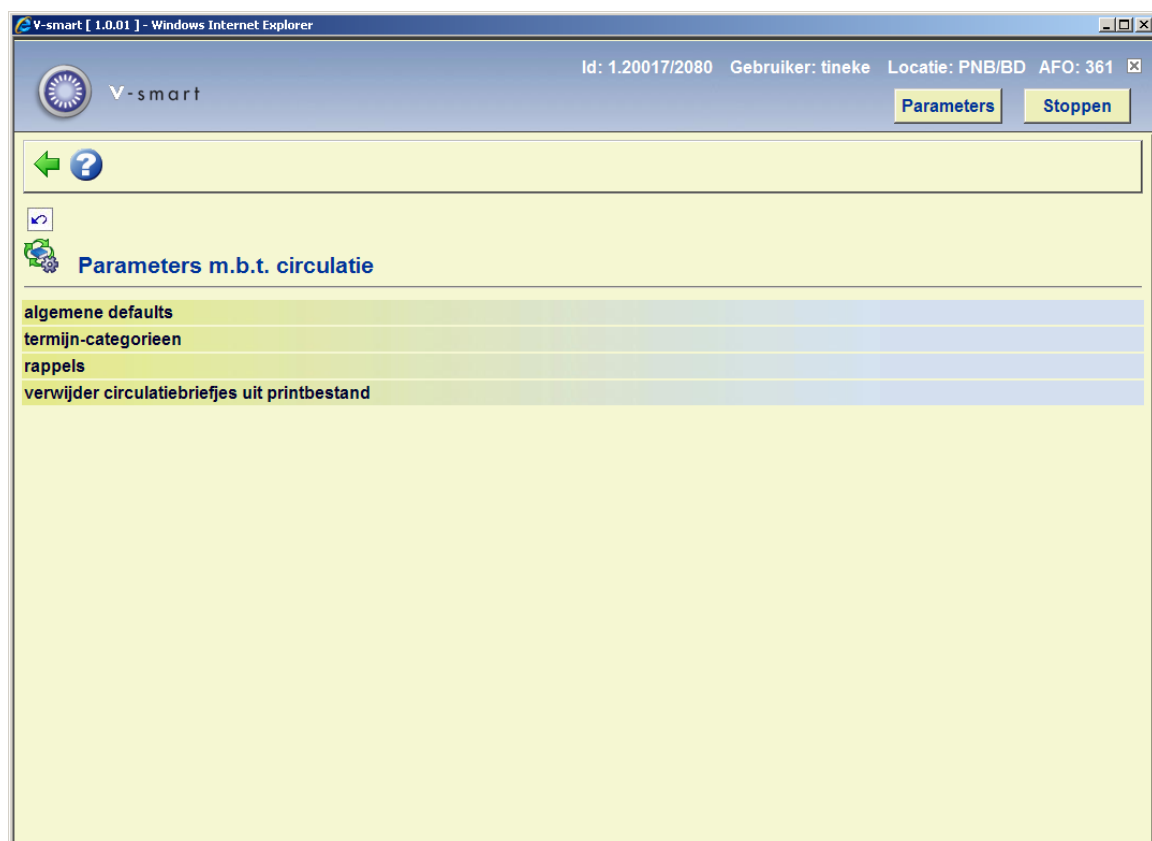 V-smart [ 1.0.01 ] - Windows Internet Explorer
Id: 1.20017/2080 Gebruiker: tineke Locatie: PNB/BD AFO: 361
V-smart
Parameters Stoppen
Parameters m.b.t. circulatie
algemene defaults
termijn-categorieen
rappels
verwijder circulatiebriefjes uit printbestand